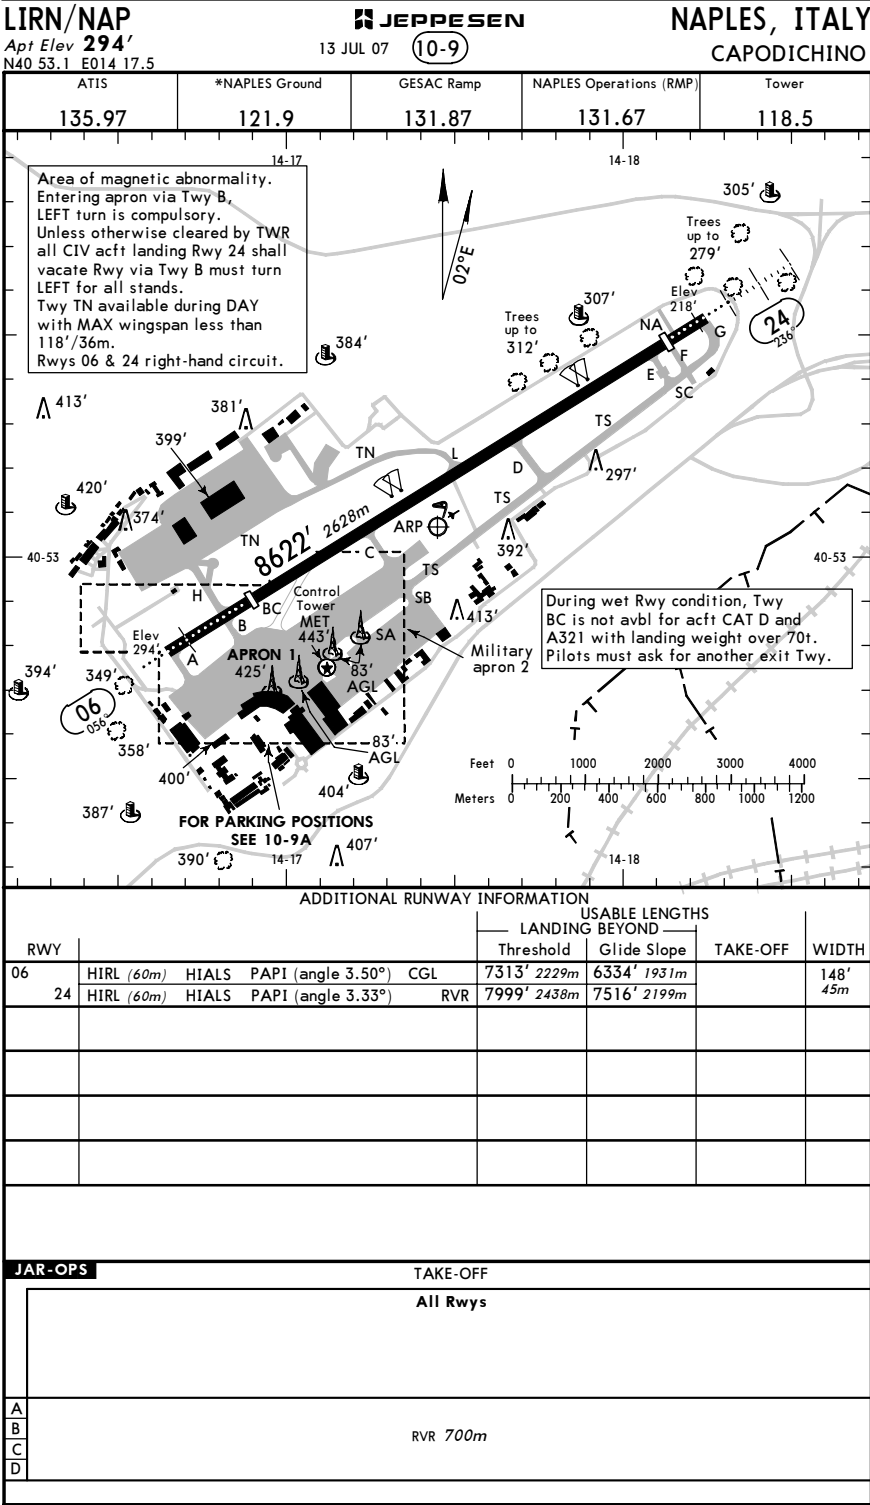 LIRN/NAP
Apt Elev 294'
N40 53.1 E014 17.5
JEPPESEN
13 JUL 07 10-9
NAPLES, ITALY
CAPODICHINO
ATIS *NAPLES Ground GESAC Ramp NAPLES Operations (RMP) Tower
135.97 121.9 131.87 131.67 118.5
14-17 14-18
Area of magnetic abnormality.
Entering apron via Twy B,
LEFT turn is compulsory.
Unless otherwise cleared by TWR
all CIV acft landing Rwy 24 shall
vacate Rwy via Twy B must turn
LEFT for all stands.
Twy TN available during DAY
with MAX wingspan less than
118'/36m.
Rwys 06 & 24 right-hand circuit.
02°E
305'
Trees
up to
279'
Elev
218'
24
236°
307'
Trees
up to
312'
NA
G
F
E
SC
384'
413'
381'
399'
TN
L
TS
D
297'
420'
374'
TS
ARP
392'
TN
8622' 2628m
C
40-53
40-53
TS
H
BC
Control
Tower
MET
443'
SB
413'
B
SA
Elev
294'
A
APRON 1
425'
83'
AGL
Military
apron 2
During wet Rwy condition, Twy
BC is not avbl for acft CAT D and
A321 with landing weight over 70t.
Pilots must ask for another exit Twy.
394'
349'
06
056°
358'
400'
83'
AGL
404'
387'
FOR PARKING POSITIONS
SEE 10-9A
390'
407'
Feet 0 1000 2000 3000 4000
Meters 0 200 400 600 800 1000 1200
14-17 14-18
ADDITIONAL RUNWAY INFORMATION
USABLE LENGTHS
LANDING BEYOND
RWY Threshold Glide Slope TAKE-OFF WIDTH
06 HIRL (60m) HIALS PAPI (angle 3.50°) CGL 7313' 2229m 6334' 1931m 148'
24 HIRL (60m) HIALS PAPI (angle 3.33°) RVR 7999' 2438m 7516' 2199m 45m
JAR-OPS
TAKE-OFF
All Rwys
A
B
C
D
RVR 700m